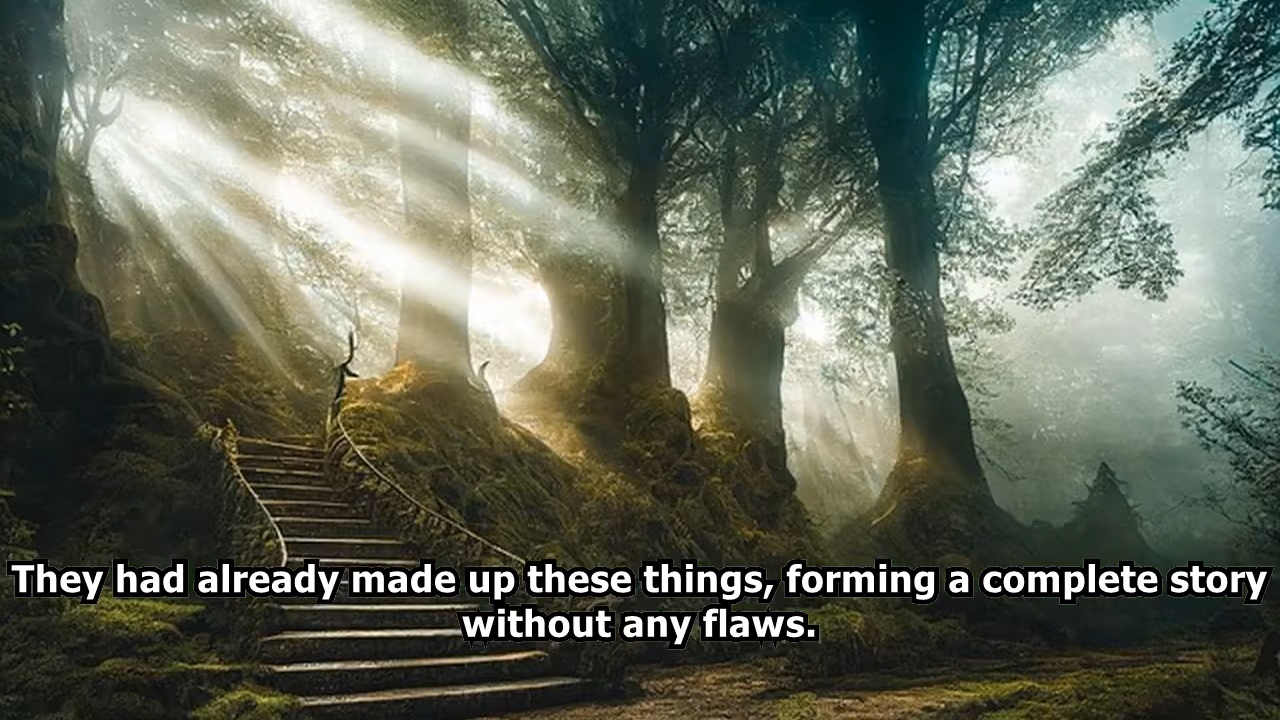 They had already made up these things, forming a complete story
without any flaws.